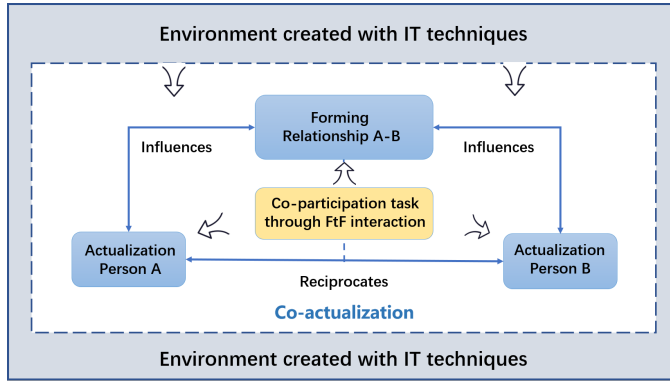 Environment created with IT techniques
Forming
Relationship A-B
Influences
Influences
Co-participation task
through FtF interaction
Actualization
Person A
Actualization
Person B
Reciprocates
Co-actualization
Environment created with IT techniques